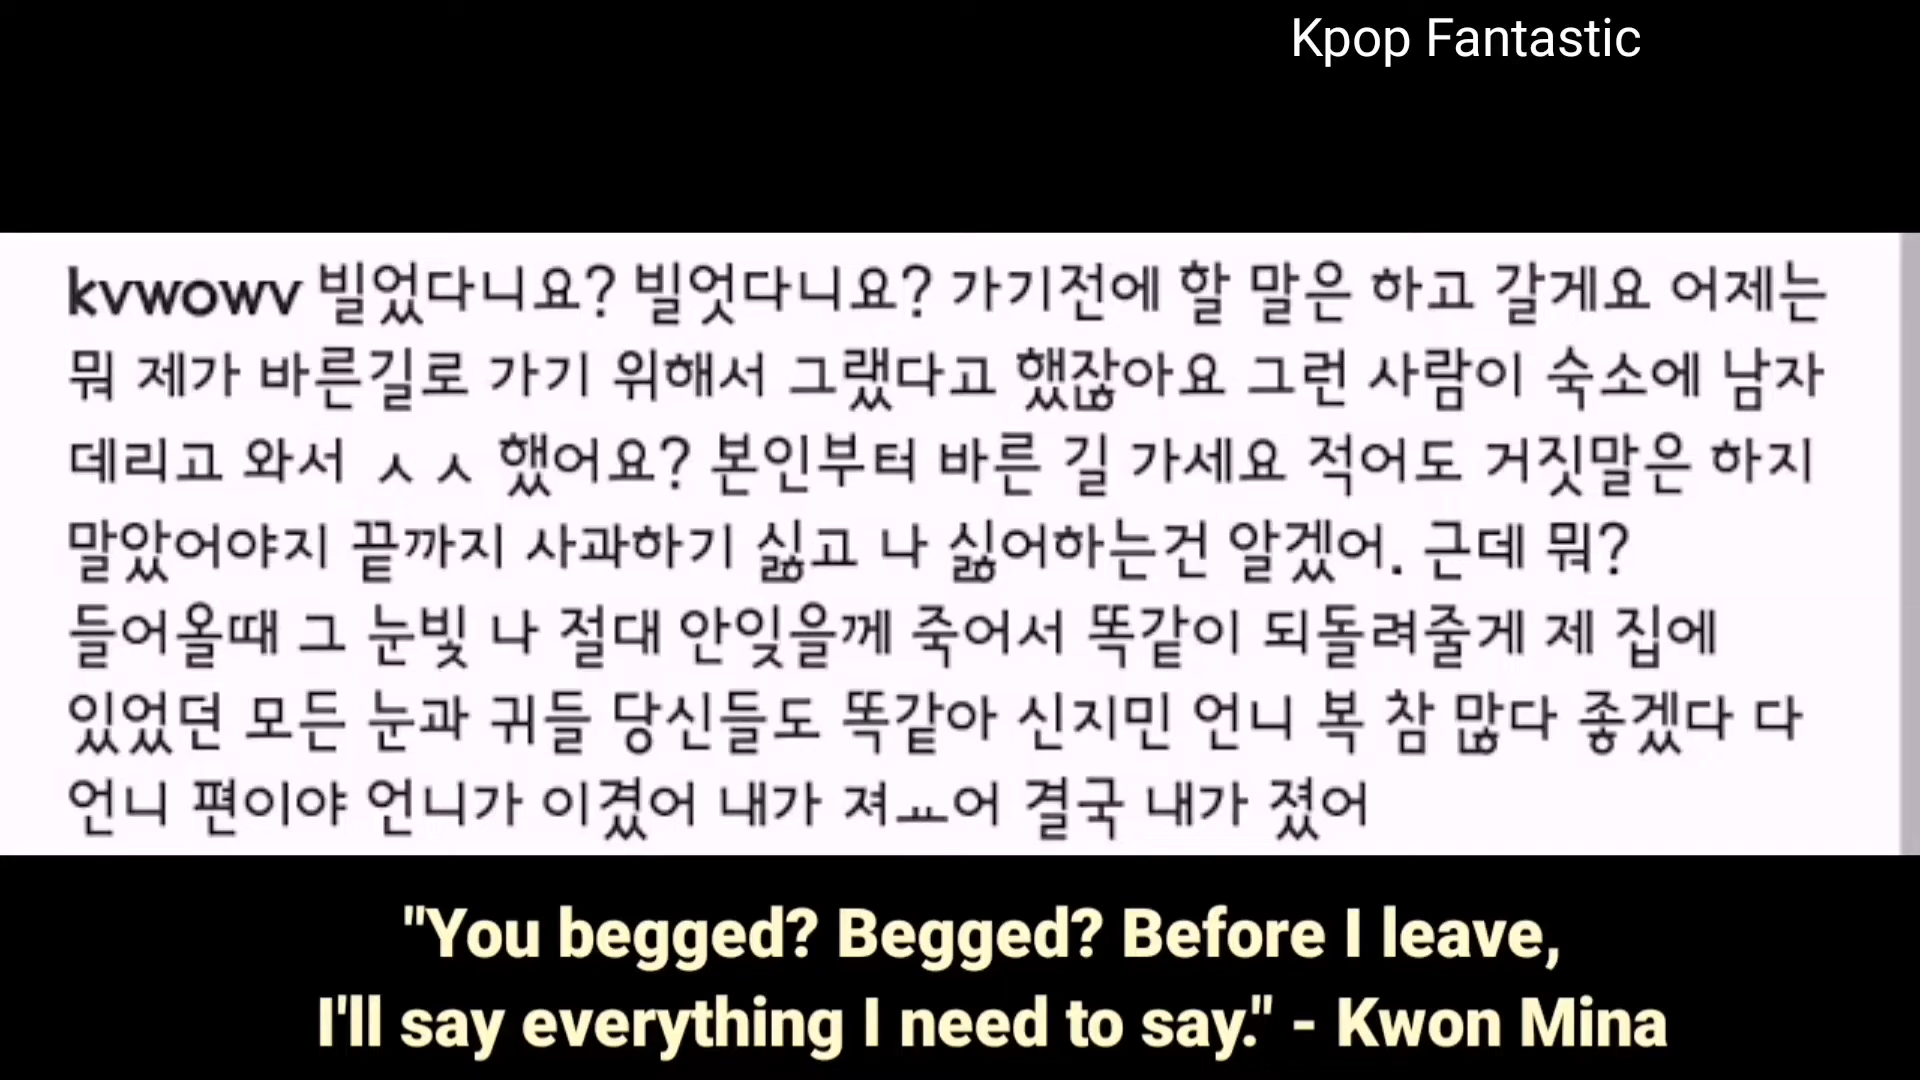 Kpop Fantastic
kvwowv 빌었다니요? 빌엇다니요? 가기전에 할 말은 하고 갈게요 어제는
뭐 제가 바른길로 가기 위해서 그랬다고 했잖아요 그런 사람이 숙소에 남자
데리고 와서 ㅅㅅ 했어요? 본인부터 바른 길 가세요 적어도 거짓말은 하지
말았어야지 끝까지 사과하기 싫고 나 싫어하는건 알겠어. 근데 뭐?
들어올때 그 눈빛 나 절대 안잊을께 죽어서 똑같이 되돌려줄게 제 집에
있었던 모든 눈과 귀들 당신들도 똑같아 신지민 언니 복 참 많다 좋겠다 다
언니 편이야 언니가 이겼어 내가 져ㅛ어 결국 내가 졌어
"You begged? Begged? Before I leave,
I'll say everything I need to say." - Kwon Mina